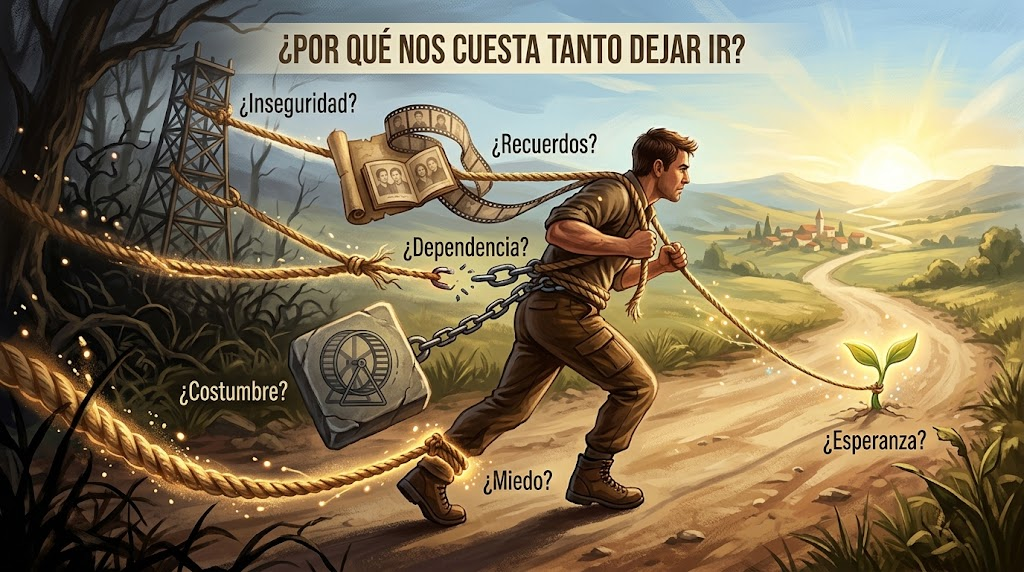 ¿POR QUÉ NOS CUESTA TANTO DEJAR IR?
¿Inseguridad?
¿Recuerdos?
¿Dependencia?
¿Costumbre?
¿Miedo?
¿Esperanza?